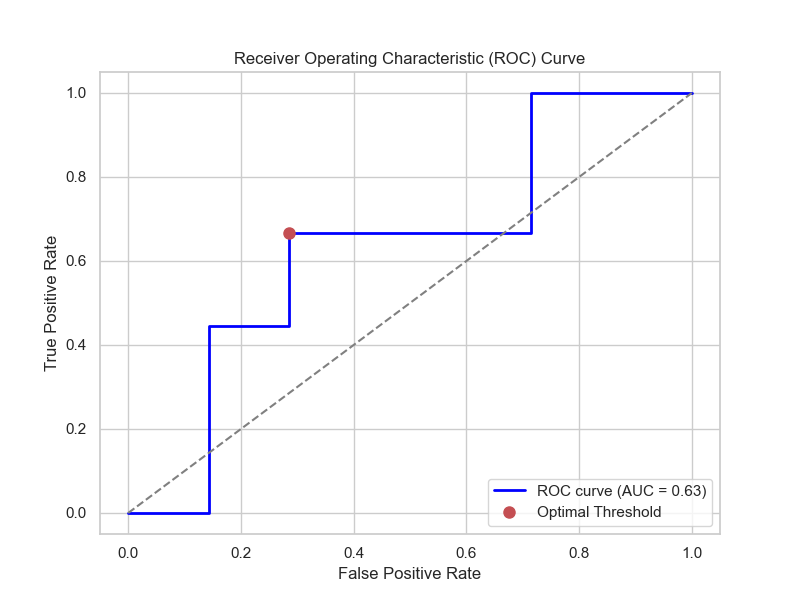 Receiver Operating Characteristic (ROC) Curve
True Positive Rate
1.0
0.8
0.6
0.4
0.2
0.0
0.0 0.2 0.4 0.6 0.8 1.0
False Positive Rate
ROC curve (AUC = 0.63)
Optimal Threshold